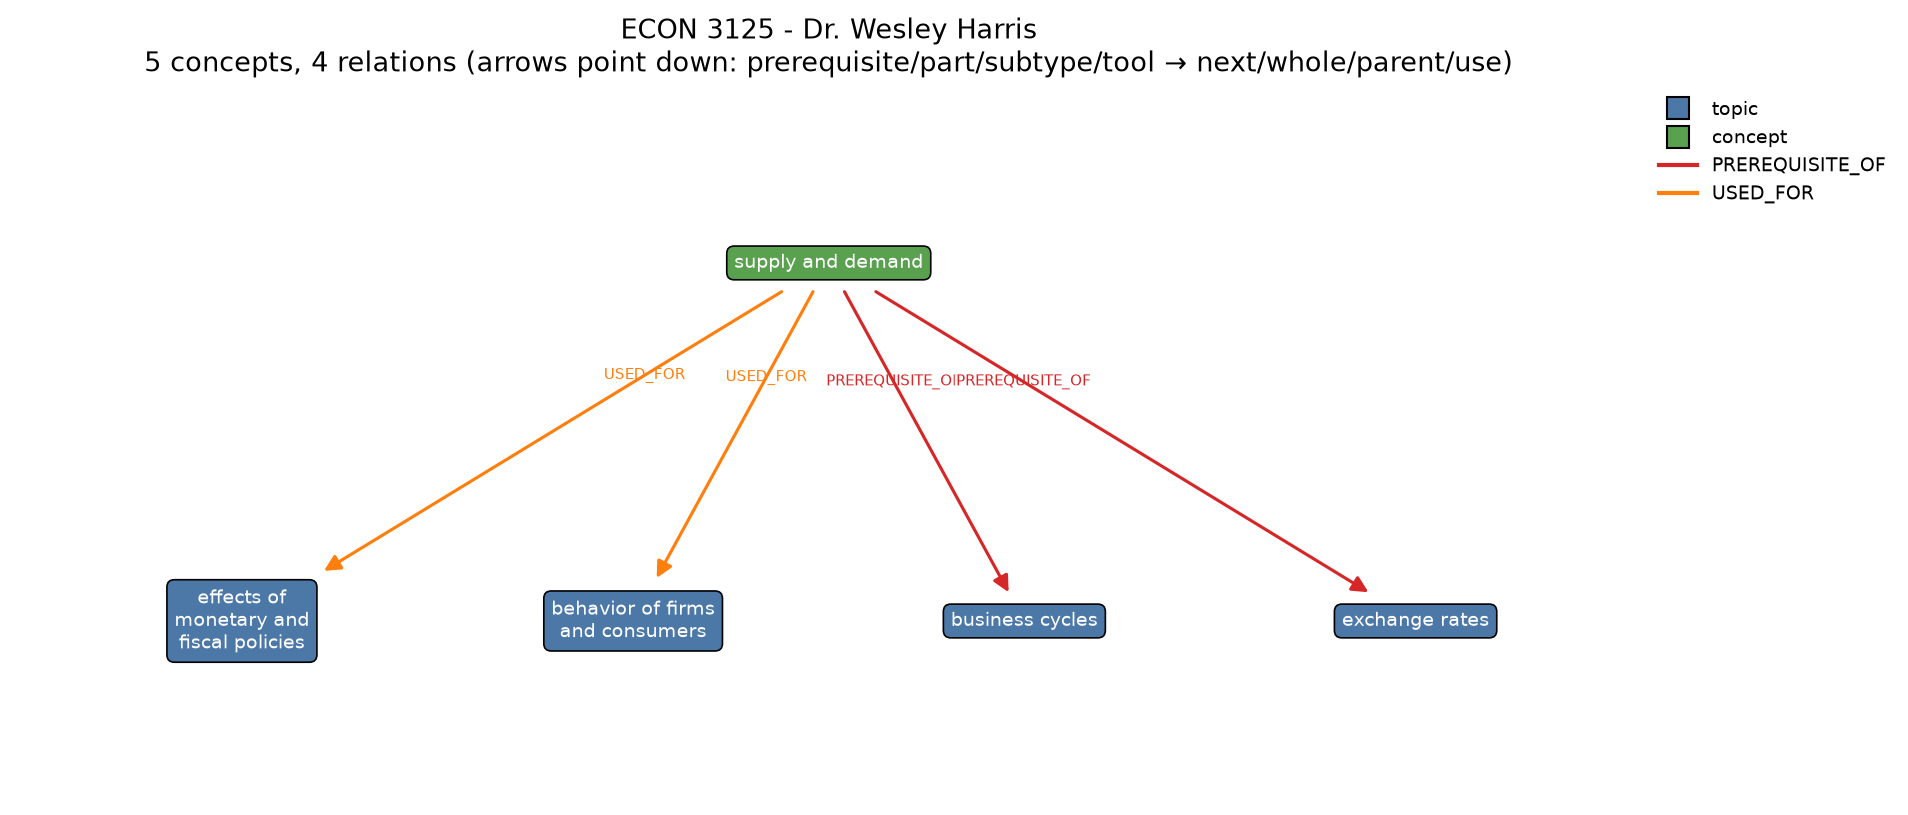 ECON 3125 - Dr. Wesley Harris
5 concepts, 4 relations (arrows point down: prerequisite/part/subtype/tool → next/whole/parent/use)
topic
concept
PREREQUISITE_OF
USED_FOR
supply and demand
USED_FOR
USED_FOR
PREREQUISITE_OF
PREREQUISITE_OF
effects of
monetary and
fiscal policies
behavior of firms
and consumers
business cycles
exchange rates